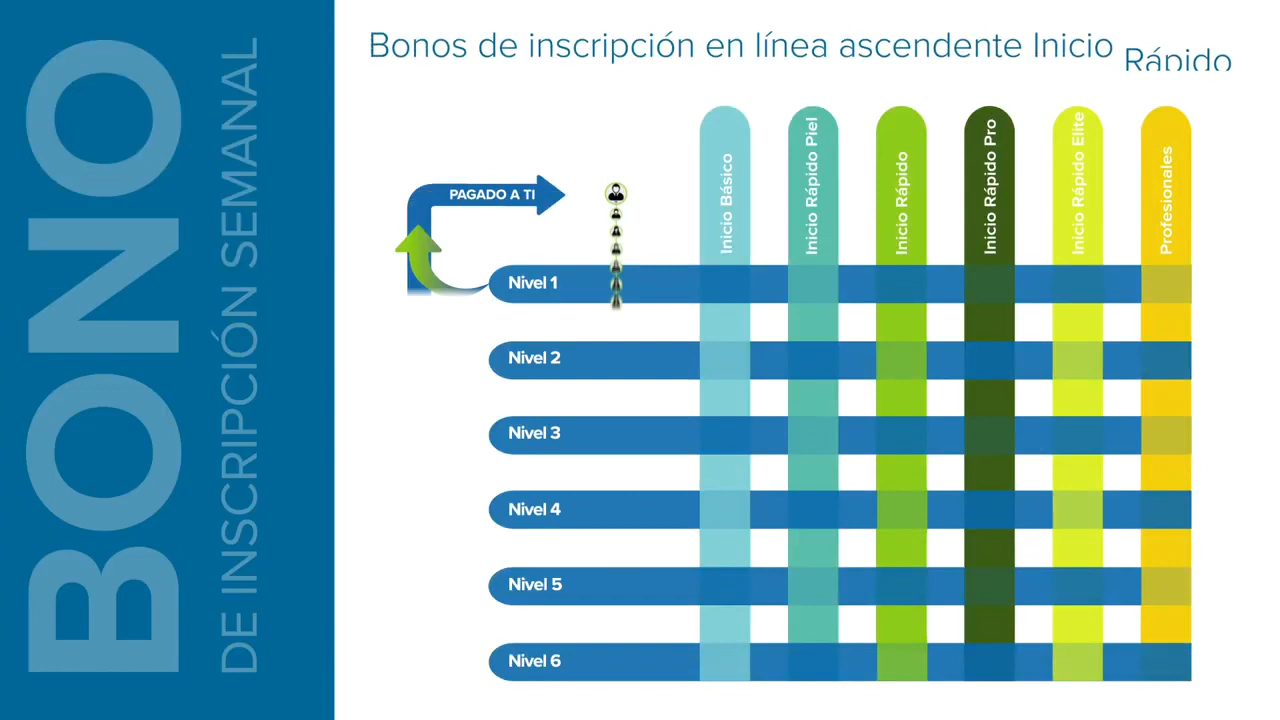 BONO
DE INSCRIPCIÓN SEMANAL
Bonos de inscripción en línea ascendente Inicio Rápido
PAGADO A TI
Inicio Básico
Inicio Rápido Piel
Inicio Rápido
Inicio Rápido Pro
Inicio Rápido Elite
Profesionales
Nivel 1
Nivel 2
Nivel 3
Nivel 4
Nivel 5
Nivel 6